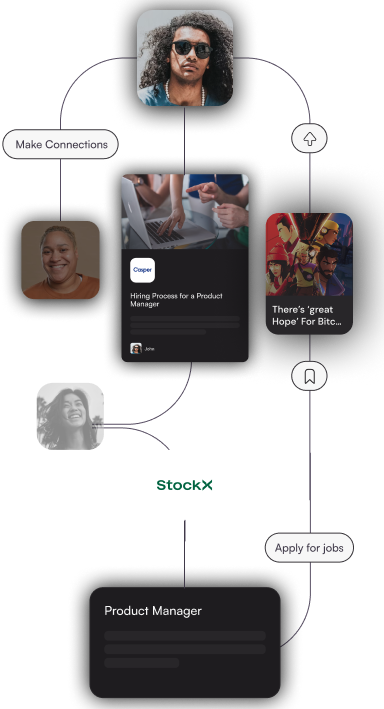 Make Connections
Casper
Hiring Process for a Product
Manager
John
There's 'great
Hope' For Bitc...
StockX
Apply for jobs
Product Manager